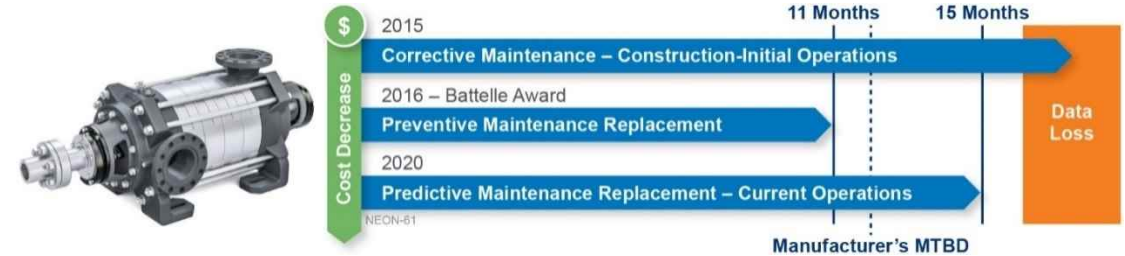 11 Months
15 Months
$
2015
Corrective Maintenance – Construction-Initial Operations
2016 – Battelle Award
Preventive Maintenance Replacement
2020
Predictive Maintenance Replacement – Current Operations
Cost Decrease
Data
Loss
NEON-61
Manufacturer's MTBD